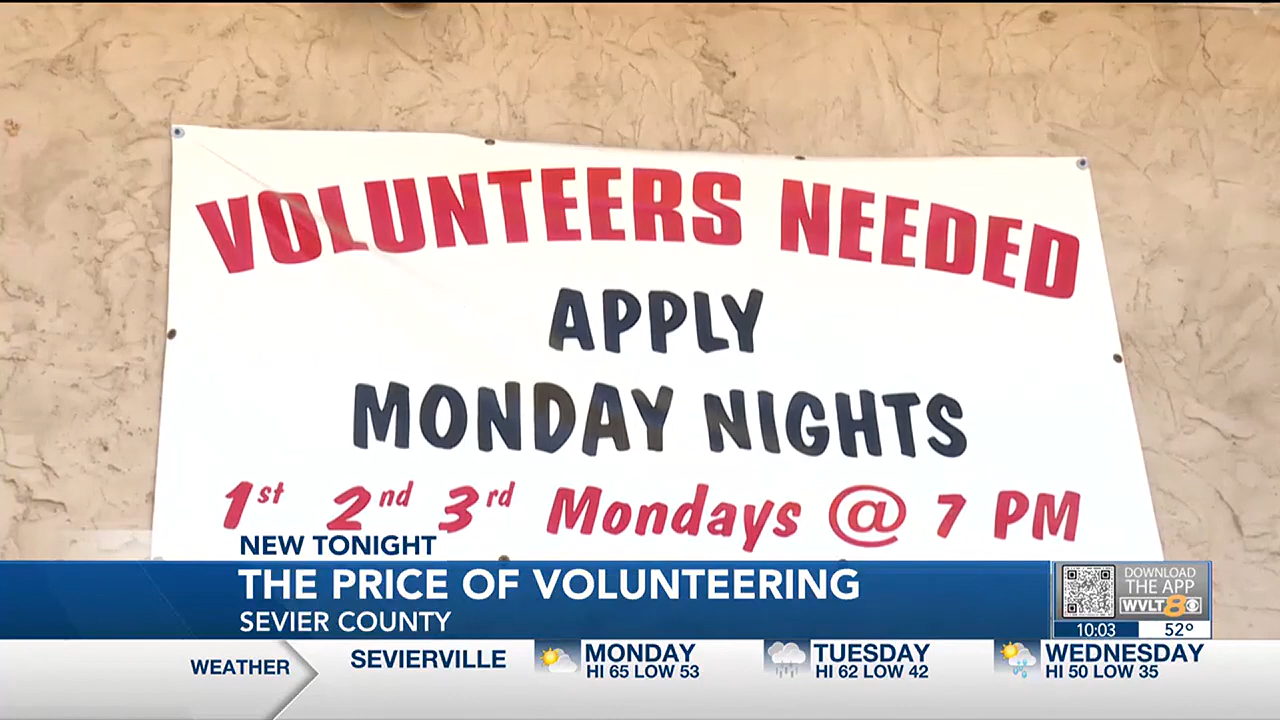 VOLUNTEERS NEEDED
APPLY
MONDAY NIGHTS
1st 2nd 3rd Mondays @ 7 PM
NEW TONIGHT
THE PRICE OF VOLUNTEERING
SEVIER COUNTY
DOWNLOAD
THE APP
WVLT8
10:03 52°
WEATHER
SEVIERVILLE
MONDAY
HI 65 LOW 53
TUESDAY
HI 62 LOW 42
WEDNESDAY
HI 50 LOW 35